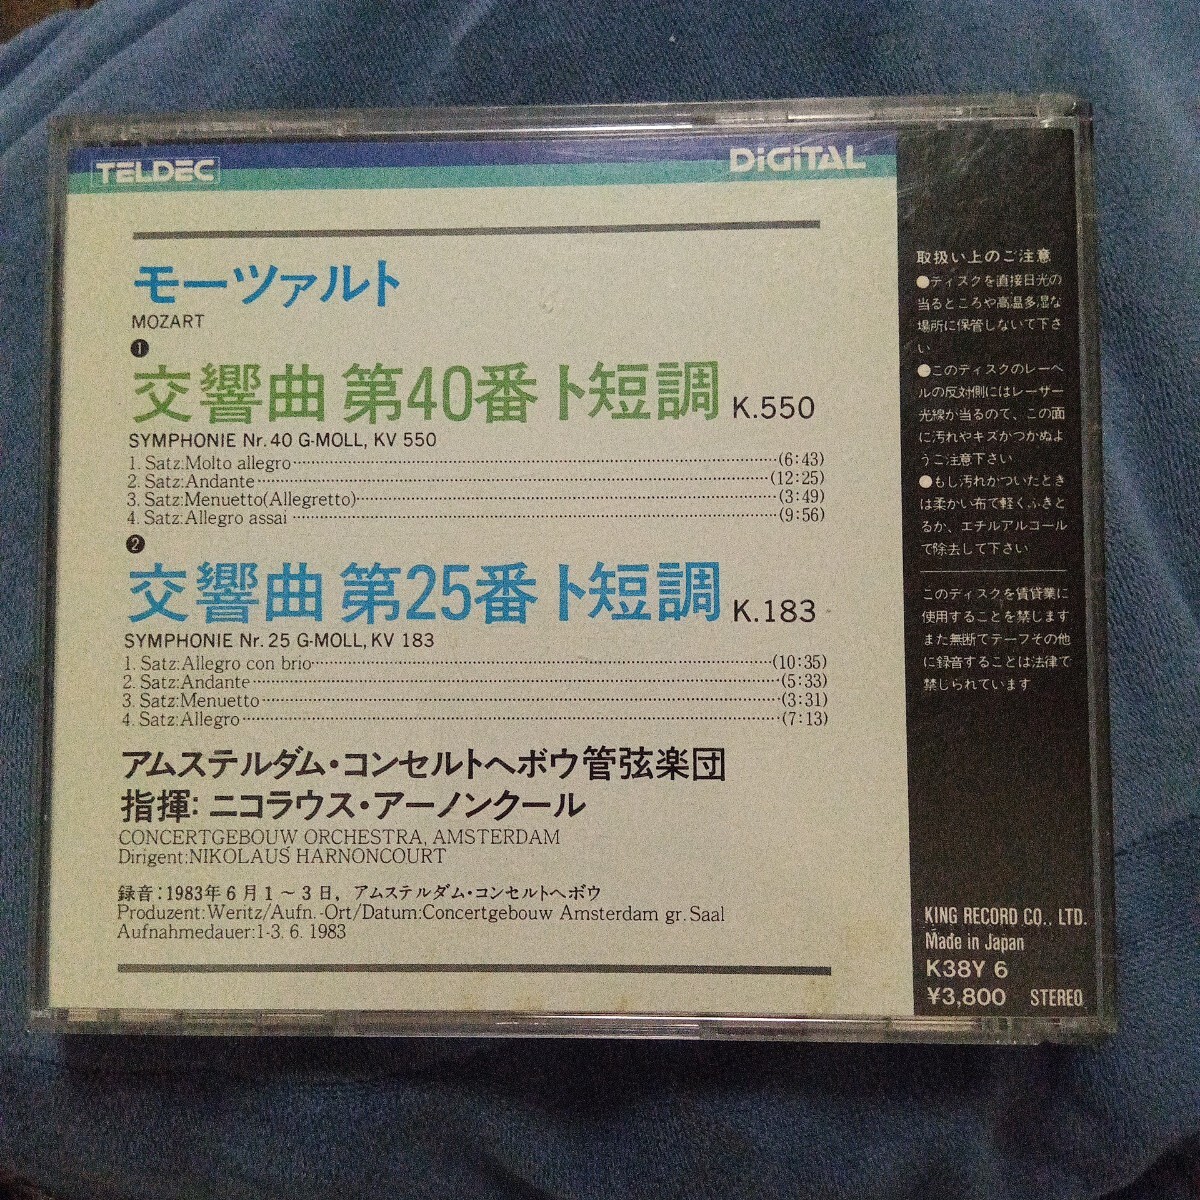 TELDEC
DIGITAL
モーツァルト
MOZART
❶
交響曲 第40番ト短調 K.550
SYMPHONIE Nr. 40 G-MOLL, KV 550
1. Satz:Molto allegro (6:43)
2. Satz:Andante (12:25)
3. Satz:Menuetto(Allegretto) (3:49)
4. Satz:Allegro assai (9:56)
❷
交響曲 第25番ト短調 K.183
SYMPHONIE Nr. 25 G-MOLL, KV 183
1. Satz:Allegro con brio (10:35)
2. Satz:Andante (5:33)
3. Satz:Menuetto (3:31)
4. Satz:Allegro (7:13)
アムステルダム・コンセルトヘボウ管弦楽団
指揮: ニコラウス・アーノンクール
CONCERTGEBOUW ORCHESTRA, AMSTERDAM
Dirigent:NIKOLAUS HARNONCOURT
録音:1983年6月1〜3日, アムステルダム・コンセルトヘボウ
Produzent:Weritz/Aufn.-Ort/Datum:Concertgebouw Amsterdam gr. Saal
Aufnahmedauer:1-3. 6. 1983
取扱い上のご注意
●ディスクを直接日光の
当るところや高温多湿な
場所に保管しないで下さ
い
●このディスクのレーベ
ルの反対側にはレーザー
光線が当るので、この面
に汚れやキズがつかぬよ
うご注意下さい
●もし汚れがついたとき
は柔かい布で軽くふきと
るか、エチルアルコール
で除去して下さい
このディスクを賃貸業に
使用することを禁じます
また無断でテープその他
に録音することは法律で
禁じられています
KING RECORD CO., LTD.
Made in Japan
K38Y 6
¥3,800 STEREO